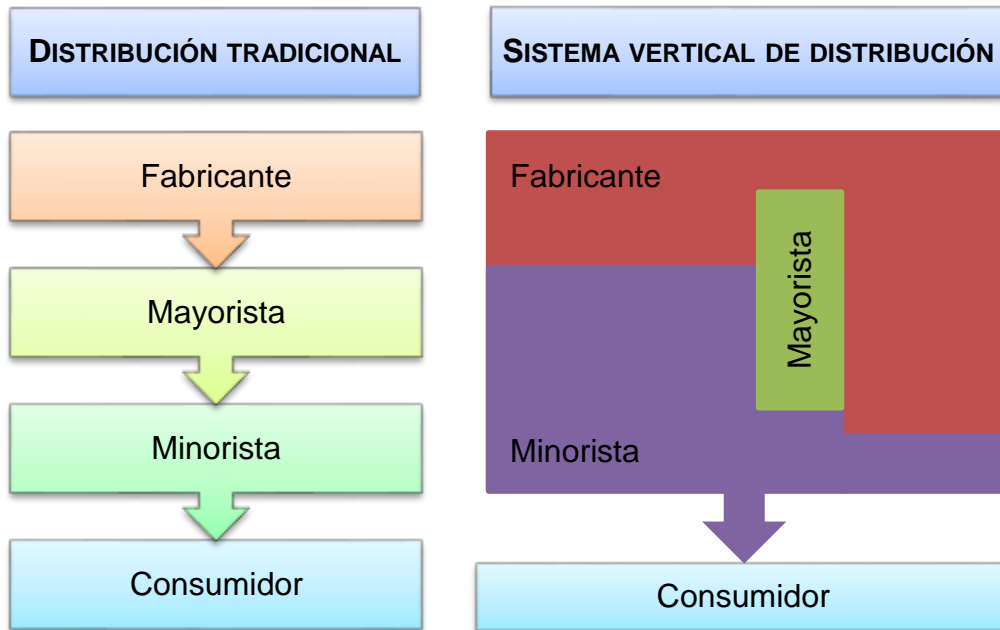 DISTRIBUCIÓN TRADICIONAL
Fabricante
Mayorista
Minorista
Consumidor
SISTEMA VERTICAL DE DISTRIBUCIÓN
Fabricante
Mayorista
Minorista
Consumidor